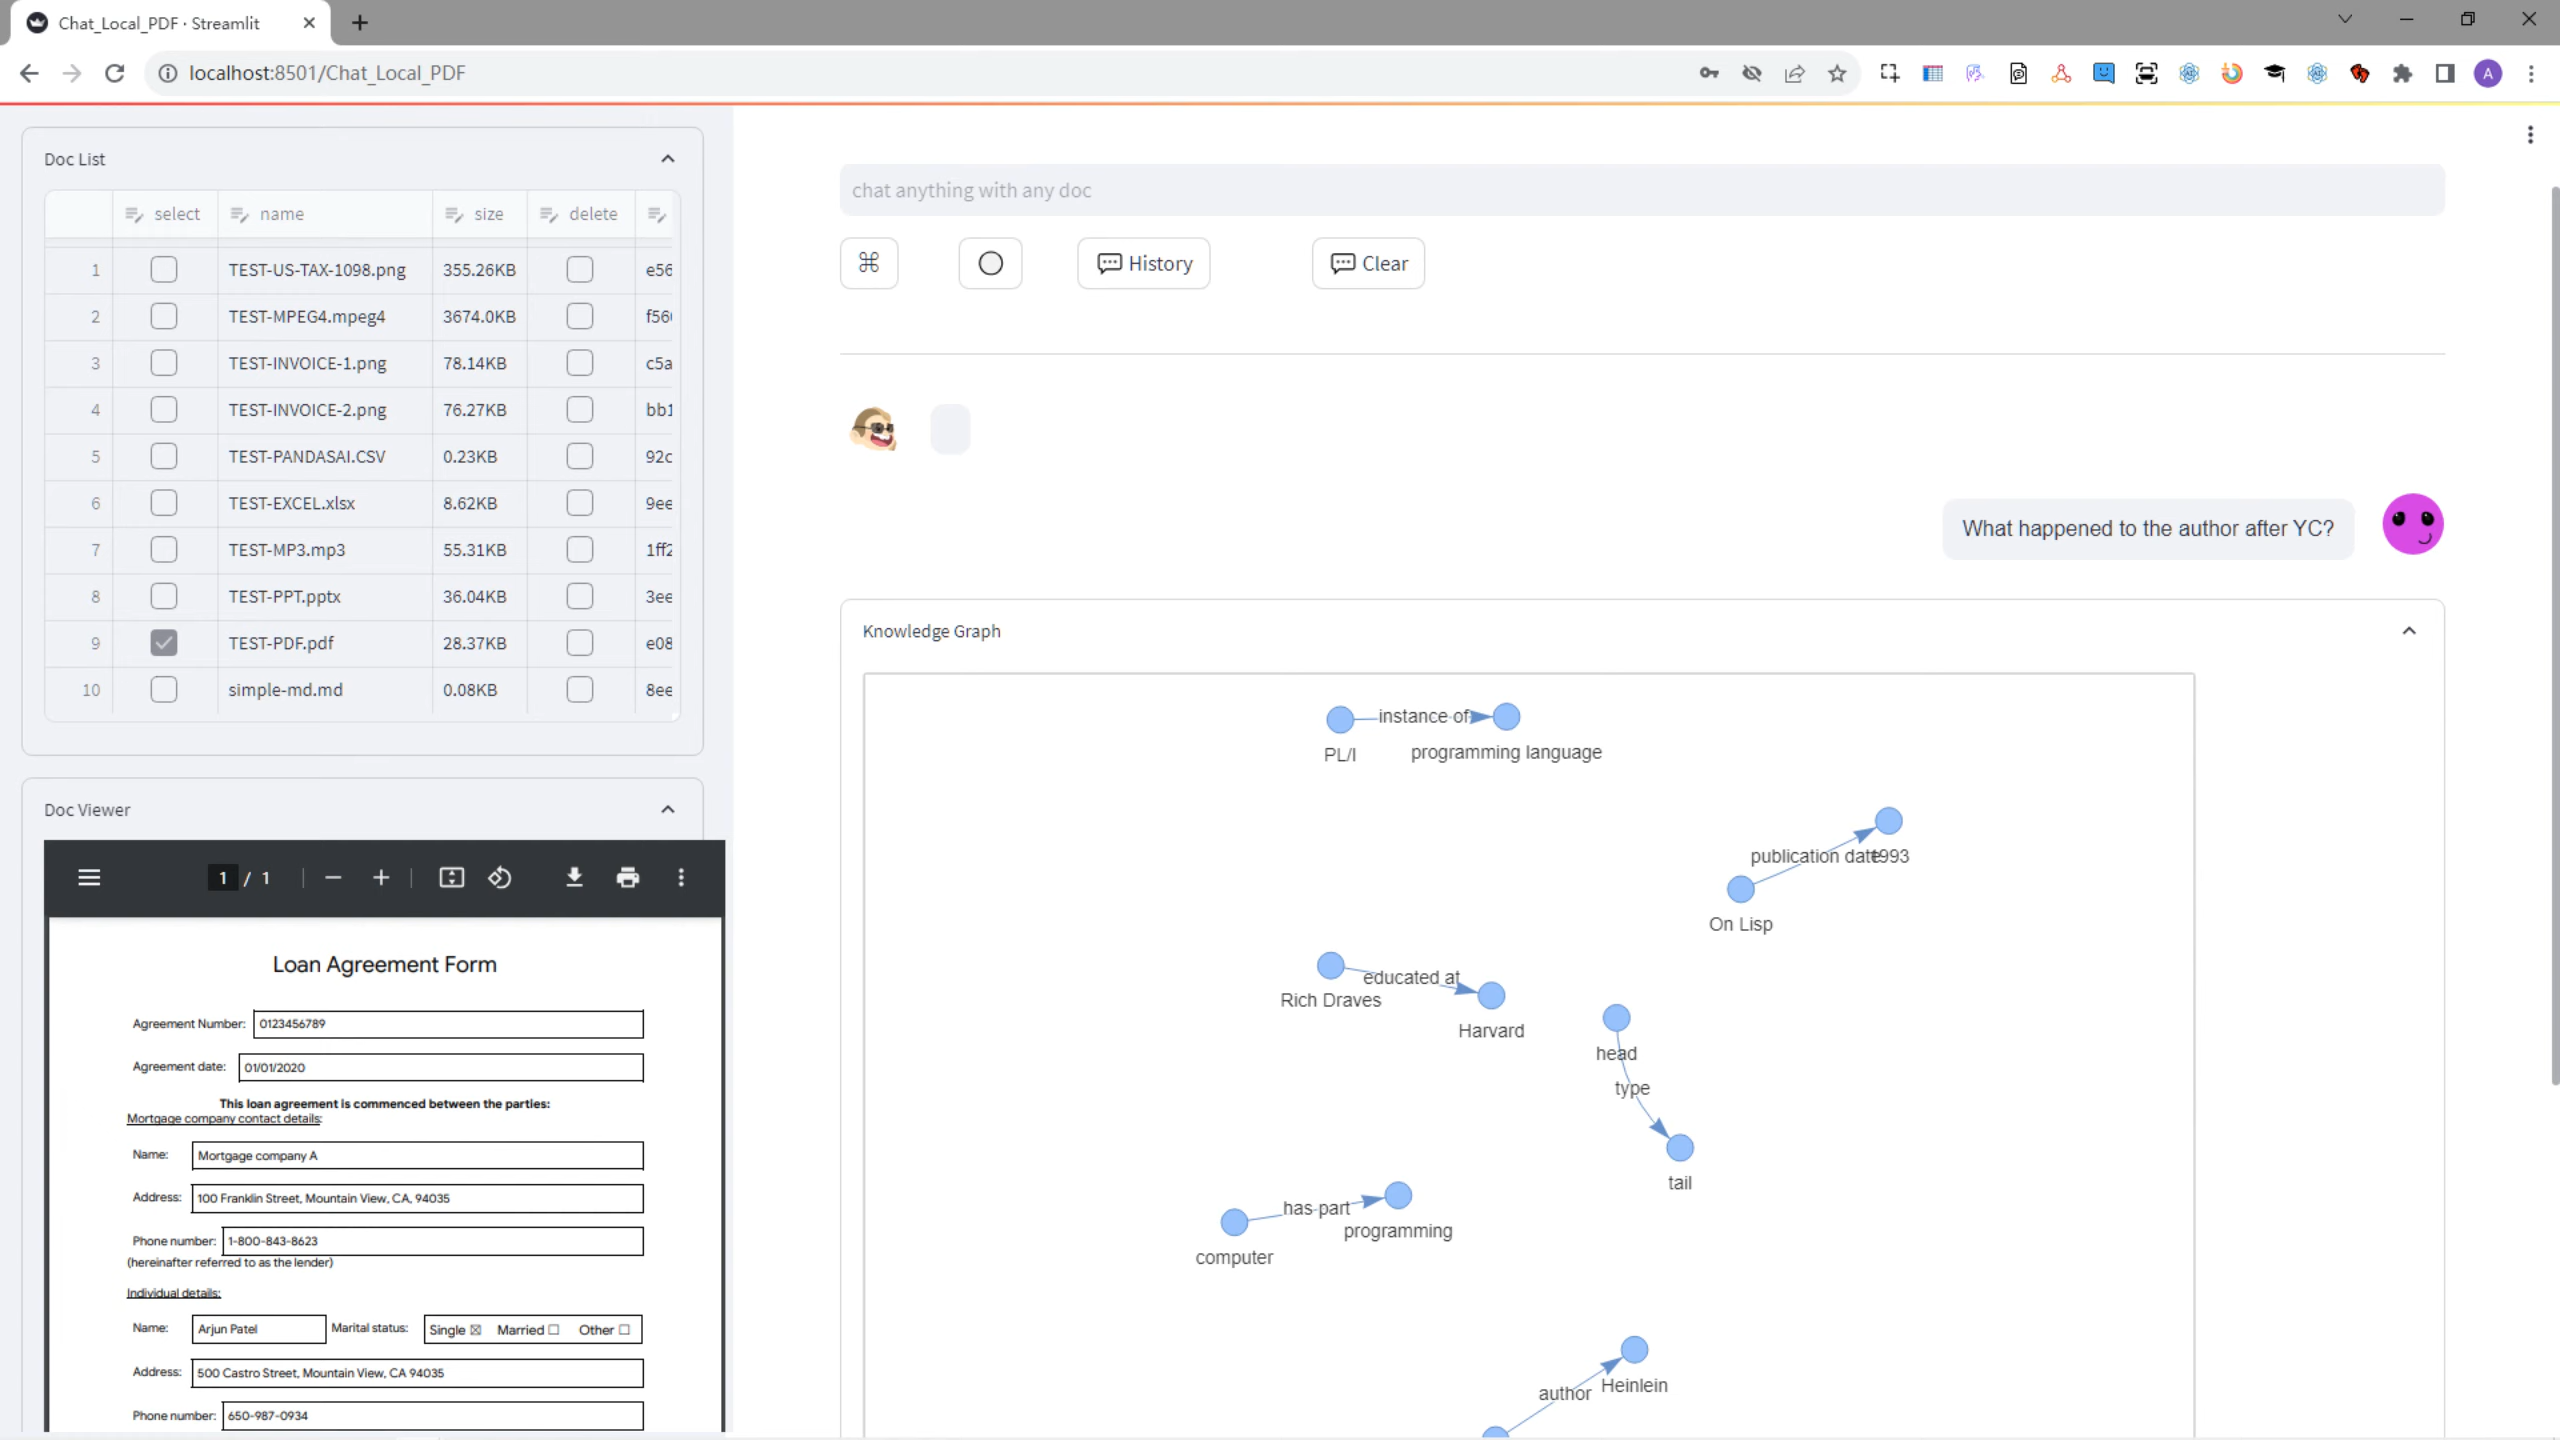 Chat_Local_PDF · Streamlit
localhost:8501/Chat_Local_PDF
A
Doc List
select name size delete
1 TEST-US-TAX-1098.png 355.26KB e56
2 TEST-MPEG4.mpeg4 3674.0KB
3 TEST-INVOICE-1.png 78.14KB c5a
4 TEST-INVOICE-2.png 76.27KB bb1
5 TEST-PANDASAI.CSV 0.23KB 92c
6 TEST-EXCEL.xlsx 8.62KB 9ee
7 TEST-MP3.mp3 55.31KB 1ff2
8 TEST-PPT.pptx 36.04KB 3ee
9 TEST-PDF.pdf 28.37KB e08
10 simple-md.md 0.08KB 8ee
Doc Viewer
1 / 1
Loan Agreement Form
Agreement Number: 0123456789
Agreement date: 01/01/2020
This loan agreement is commenced between the parties:
Mortgage company contact details:
Name: Mortgage company A
Address: 100 Franklin Street, Mountain View, CA, 94035
Phone number: 1-800-843-8623
(hereinafter referred to as the lender)
Individual details:
Name: Arjun Patel Marital status: Single ☒ Married ☐ Other ☐
Address: 500 Castro Street, Mountain View, CA 94035
Phone number: 650-987-0934
chat anything with any doc
History
Clear
What happened to the author after YC?
Knowledge Graph
instance of
PL/I
programming language
publication date
1993
On Lisp
educated at
Rich Draves
Harvard
head
type
tail
has part
programming
computer
Heinlein
author